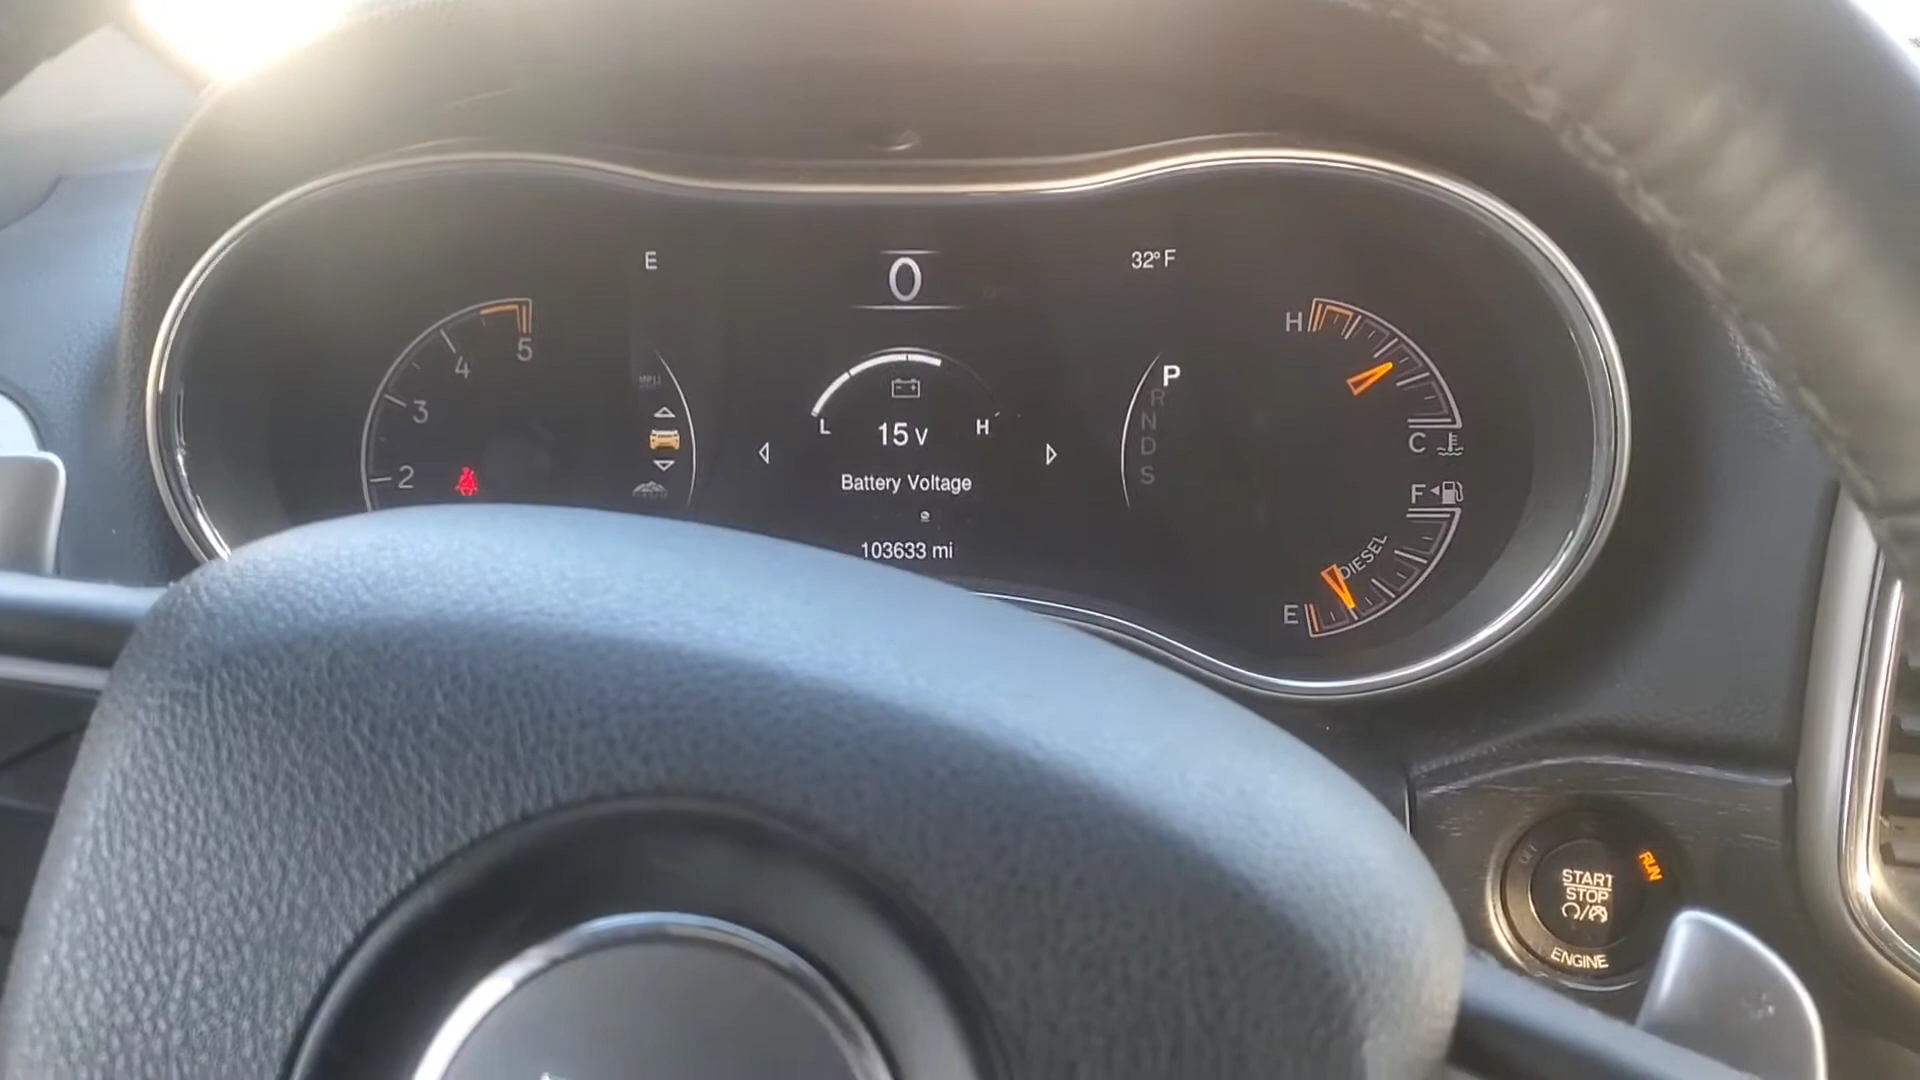 E
0
32° F
H
5
4
3
2
P
R
N
D
S
L
H
15 V
Battery Voltage
103633 mi
C
F
DIESEL
E
RUN
START
STOP
ENGINE